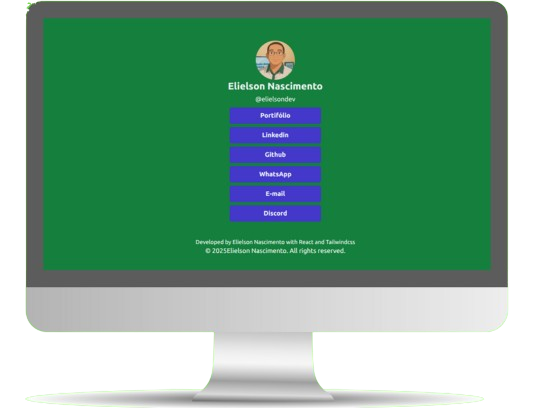 Elielson Nascimento
@elielsondev
Portifólio
Linkedin
Github
WhatsApp
E-mail
Discord
Developed by Elielson Nascimento with React and Tailwindcss
© 2025Elielson Nascimento. All rights reserved.